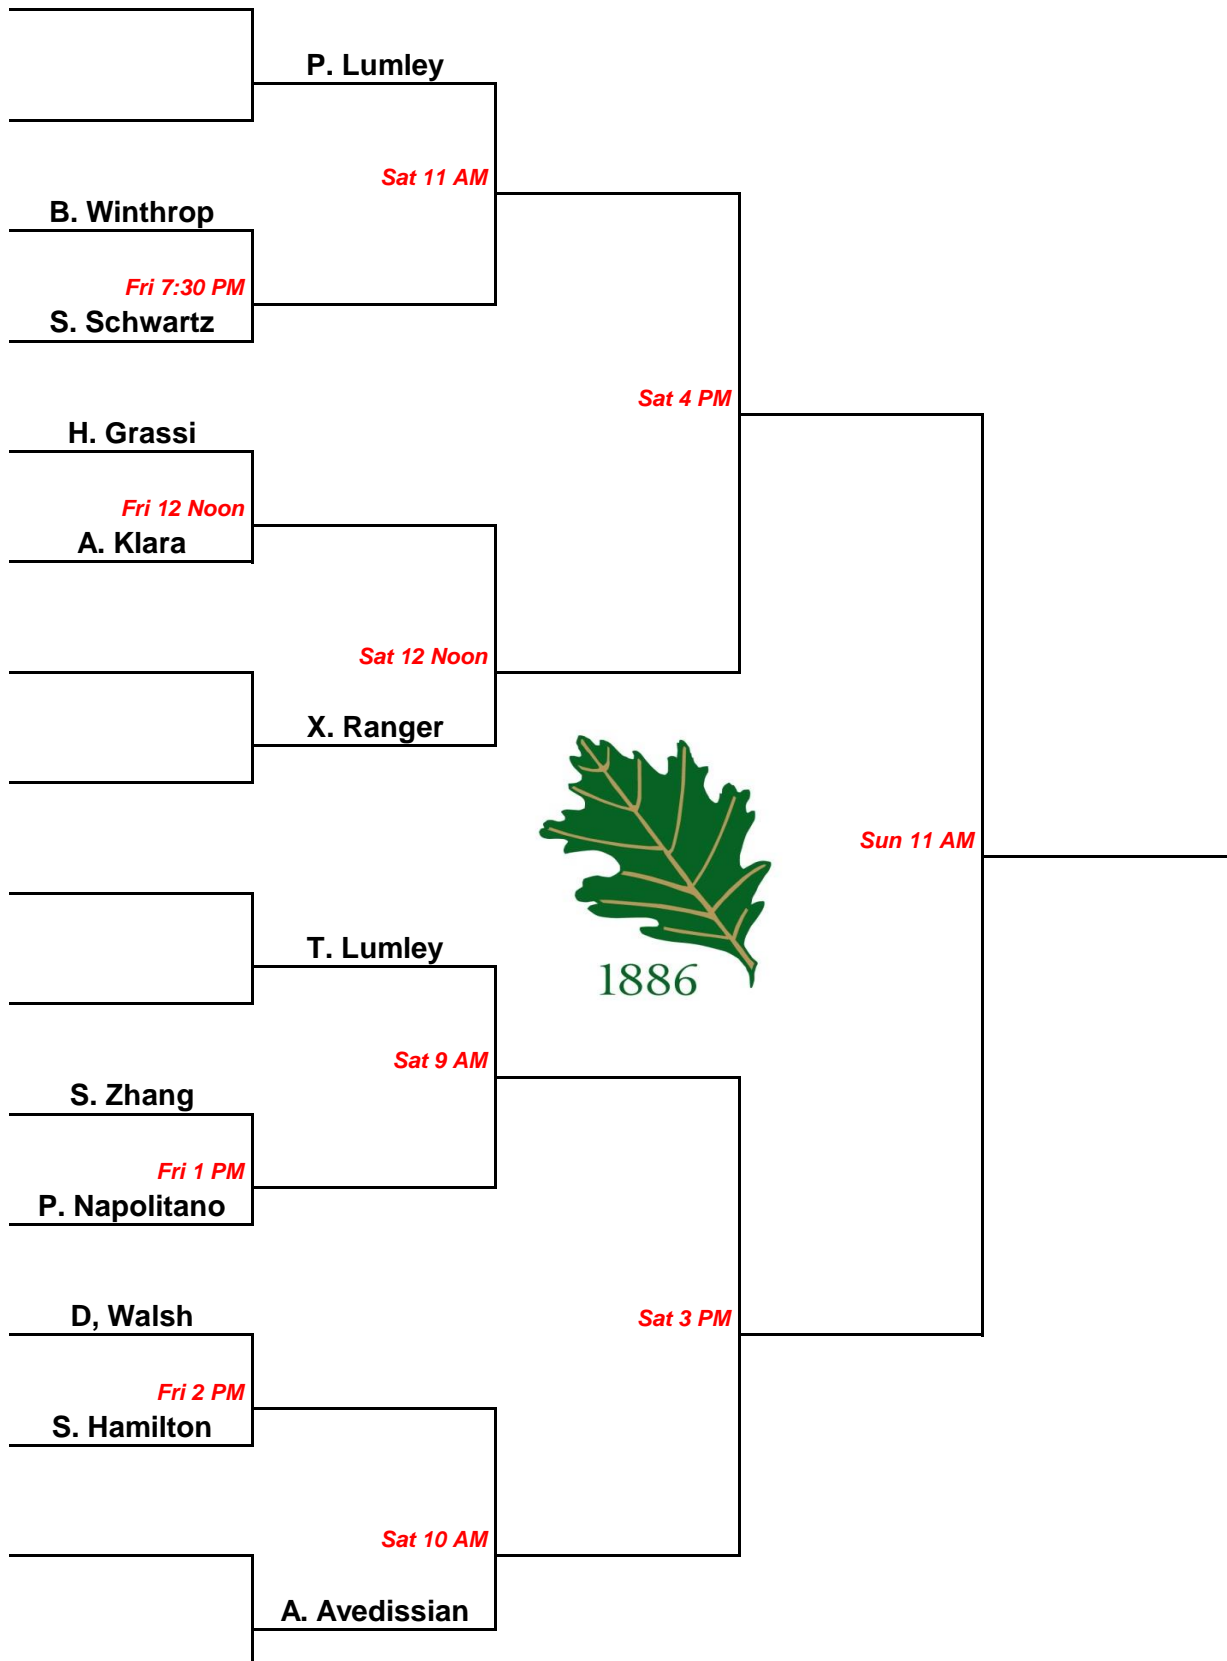 P. Lumley
Sat 11 AM
B. Winthrop
Fri 7:30 PM
S. Schwartz
Sat 4 PM
H. Grassi
Fri 12 Noon
A. Klara
Sat 12 Noon
X. Ranger
Sun 11 AM
T. Lumley
1886
Sat 9 AM
S. Zhang
Fri 1 PM
P. Napolitano
D, Walsh
Sat 3 PM
Fri 2 PM
S. Hamilton
Sat 10 AM
A. Avedissian